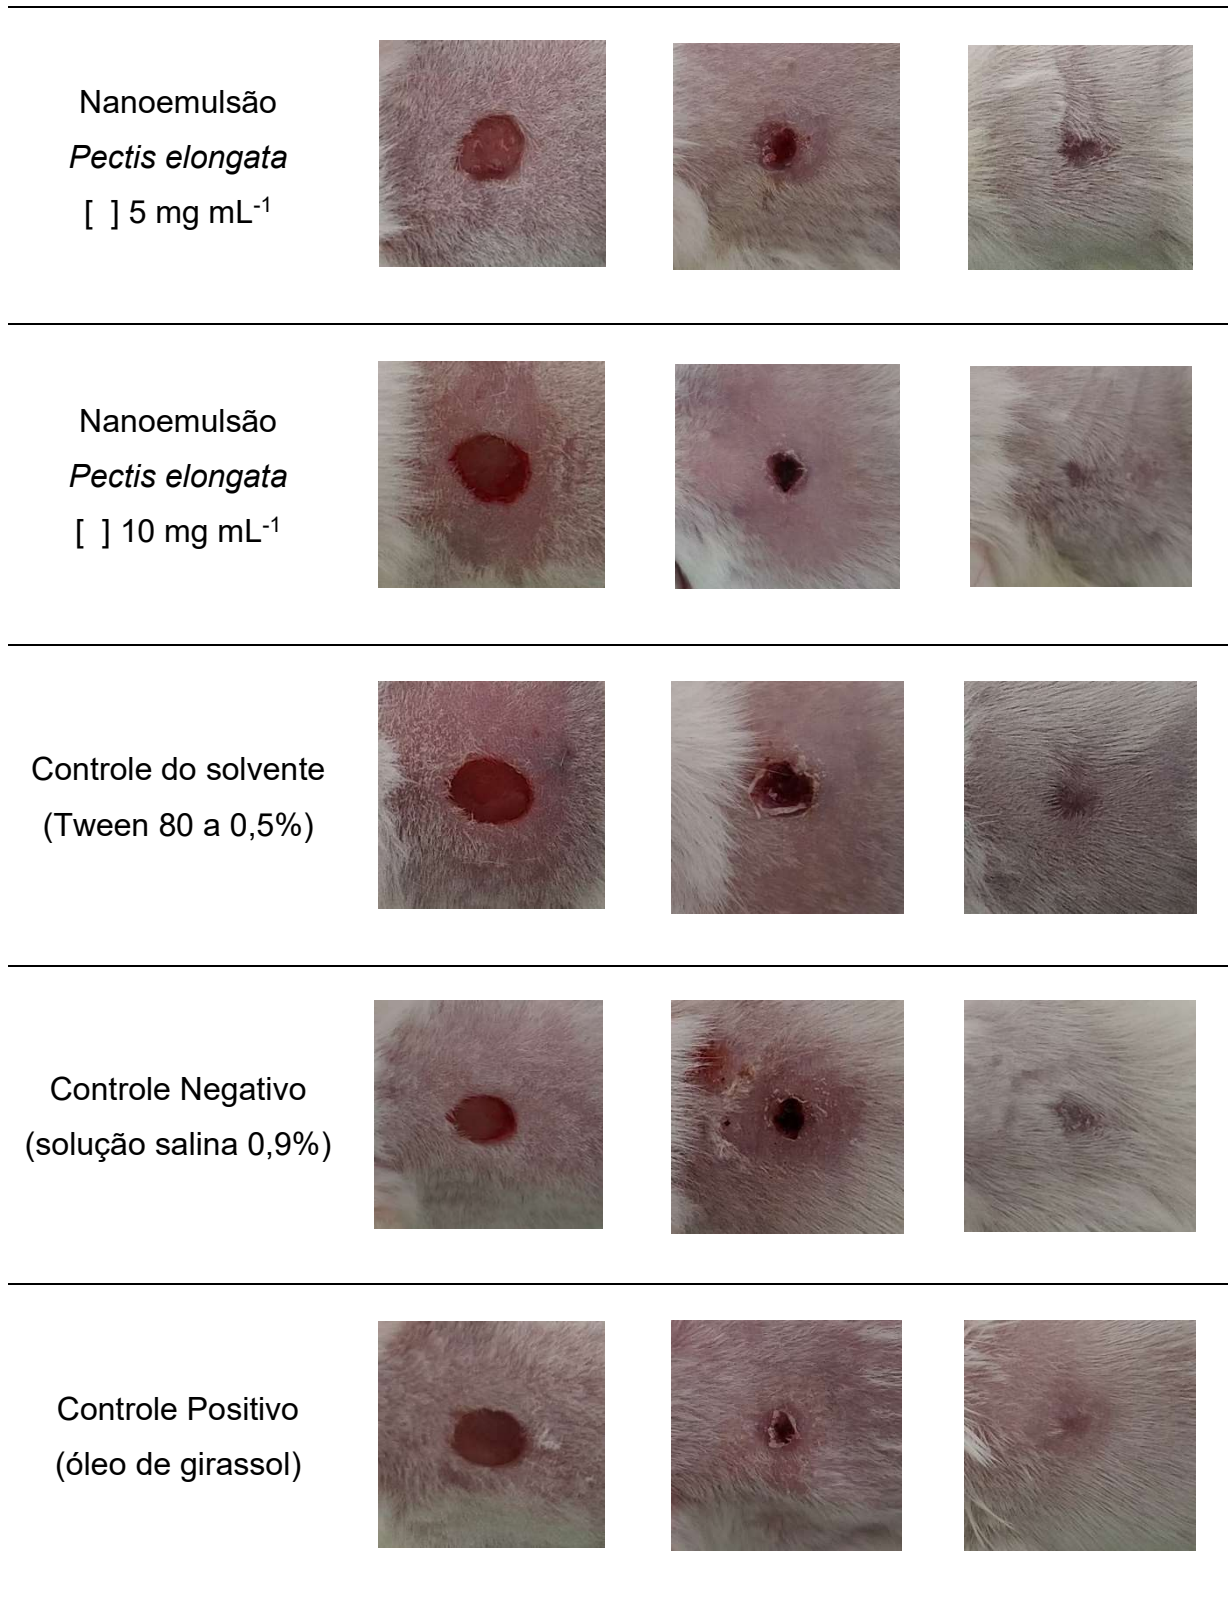 Nanoemulsão
Pectis elongata
[  ] 5 mg mL⁻¹
Nanoemulsão
Pectis elongata
[  ] 10 mg mL⁻¹
Controle do solvente
(Tween 80 a 0,5%)
Controle Negativo
(solução salina 0,9%)
Controle Positivo
(óleo de girassol)